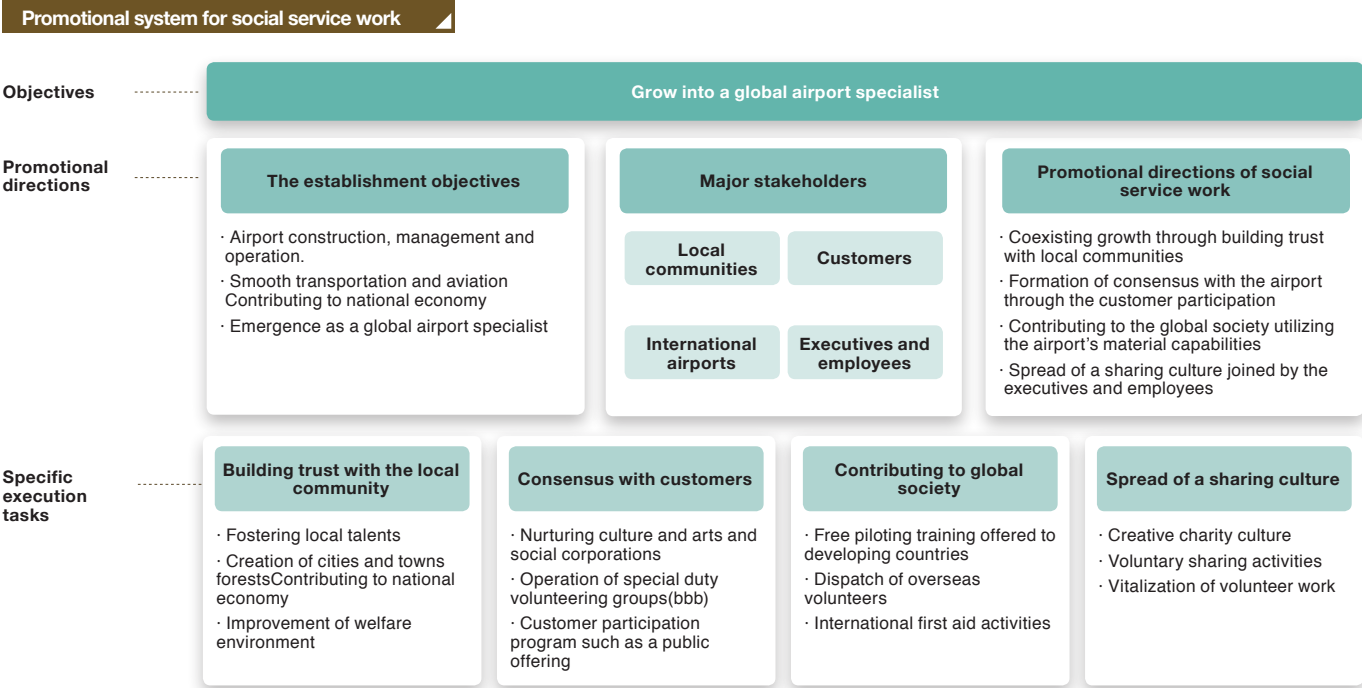 Promotional system for social service work
Objectives
Grow into a global airport specialist
Promotional
directions
The establishment objectives
· Airport construction, management and
operation.
· Smooth transportation and aviation
Contributing to national economy
· Emergence as a global airport specialist
Major stakeholders
Local
communities
Customers
International
airports
Executives and
employees
Promotional directions of social
service work
· Coexisting growth through building trust
with local communities
· Formation of consensus with the airport
through the customer participation
· Contributing to the global society utilizing
the airport's material capabilities
· Spread of a sharing culture joined by the
executives and employees
Specific
execution
tasks
Building trust with the local
community
· Fostering local talents
· Creation of cities and towns
forestsContributing to national
economy
· Improvement of welfare
environment
Consensus with customers
· Nurturing culture and arts and
social corporations
· Operation of special duty
volunteering groups(bbb)
· Customer participation
program such as a public
offering
Contributing to global
society
· Free piloting training offered to
developing countries
· Dispatch of overseas
volunteers
· International first aid activities
Spread of a sharing culture
· Creative charity culture
· Voluntary sharing activities
· Vitalization of volunteer work